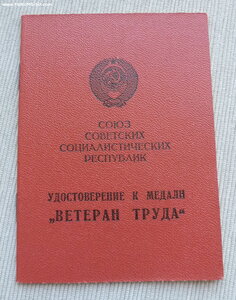 СОЮЗ
СОВЕТСКИХ
СОЦИАЛИСТИЧЕСКИХ
РЕСПУБЛИК
УДОСТОВЕРЕНИЕ К МЕДАЛИ
„ВЕТЕРАН ТРУДА“